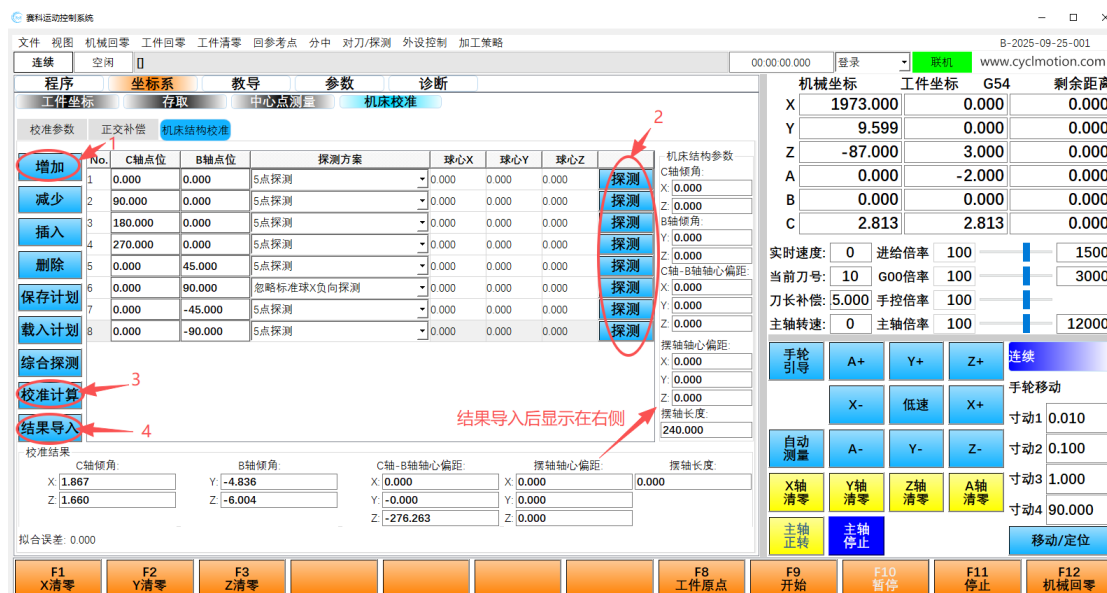 赛科运动控制系统
文件 视图 机械回零 工件回零 工件清零 回参考点 分中 对刀/探测 外设控制 加工策略 B-2025-09-25-001
连续 空闲 [] 00:00:00.000 登录 联机 www.cyclmotion.com
程序 坐标系 教导 参数 诊断
工件坐标 存取 中心点测量 机床校准
校准参数 正交补偿 机床结构校准
1
2
增加
减少
插入
删除
保存计划
载入计划
综合探测
校准计算
结果导入
3
4
No. C轴点位 B轴点位 探测方案 球心X 球心Y 球心Z
1 0.000 0.000 5点探测 0.000 0.000 0.000 探测
2 90.000 0.000 5点探测 0.000 0.000 0.000 探测
3 180.000 0.000 5点探测 0.000 0.000 0.000 探测
4 270.000 0.000 5点探测 0.000 0.000 0.000 探测
5 0.000 45.000 5点探测 0.000 0.000 0.000 探测
6 0.000 90.000 忽略标准球X负向探测 0.000 0.000 0.000 探测
7 0.000 -45.000 5点探测 0.000 0.000 0.000 探测
8 0.000 -90.000 5点探测 0.000 0.000 0.000 探测
结果导入后显示在右侧
机床结构参数
C轴倾角:
X: 0.000
Z: 0.000
B轴倾角:
Y: 0.000
Z: 0.000
C轴-B轴轴心偏距:
X: 0.000
Y: 0.000
Z: 0.000
摆轴轴心偏距:
X: 0.000
Y: 0.000
Z: 0.000
摆轴长度:
240.000
校准结果
C轴倾角: B轴倾角: C轴-B轴轴心偏距: 摆轴轴心偏距: 摆轴长度:
X: 1.867 Y: -4.836 X: 0.000 X: 0.000 0.000
Z: 1.660 Z: -6.004 Y: -0.000 Y: 0.000
Z: -276.263 Z: 0.000
拟合误差: 0.000
机械坐标 工件坐标 G54 剩余距离
X 1973.000 0.000 0.000
Y 9.599 0.000 0.000
Z -87.000 3.000 0.000
A 0.000 -2.000 0.000
B 0.000 0.000 0.000
C 2.813 2.813 0.000
实时速度: 0 进给倍率 100 1500
当前刀号: 10 G00倍率 100 3000
刀长补偿: 5.000 手控倍率 100
主轴转速: 0 主轴倍率 100 12000
手轮引导 A+ Y+ Z+
X- 低速 X+
自动测量 A- Y- Z-
X轴清零 Y轴清零 Z轴清零 A轴清零
主轴正转 主轴停止
连续
手轮移动
寸动1 0.010
寸动2 0.100
寸动3 1.000
寸动4 90.000
移动/定位
F1 F2 F3 F8 F9 F10 F11 F12
X清零 Y清零 Z清零 工件原点 开始 暂停 停止 机械回零